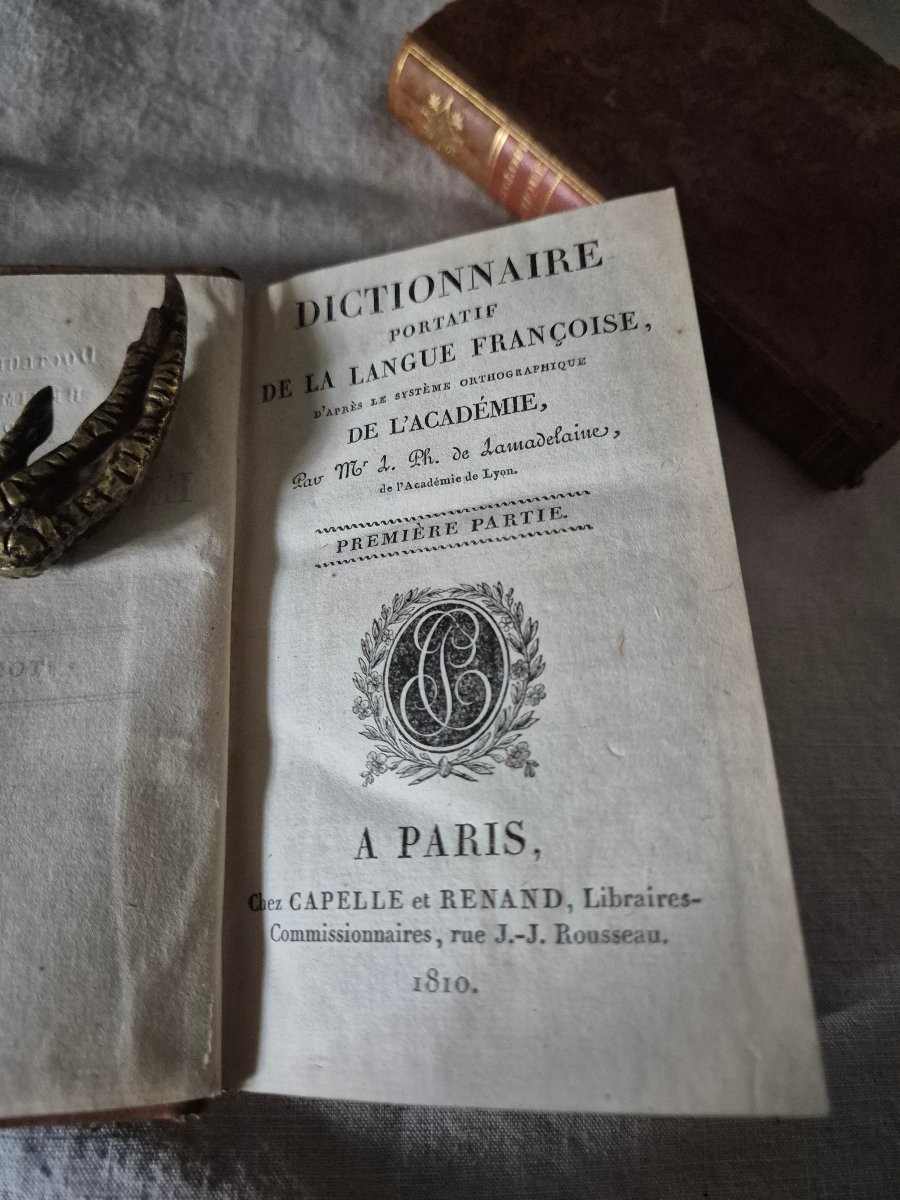 DICTIONNAIRE
PORTATIF
DE LA LANGUE FRANÇOISE,
D'APRÈS LE SYSTÈME ORTHOGRAPHIQUE
DE L'ACADÉMIE,
Par Mr L. Ph. de Lamadelaine,
de l'Académie de Lyon.
PREMIÈRE PARTIE.
A PARIS,
Chez CAPELLE et RENAND, Libraires-
Commissionnaires, rue J.-J. Rousseau.
1810.